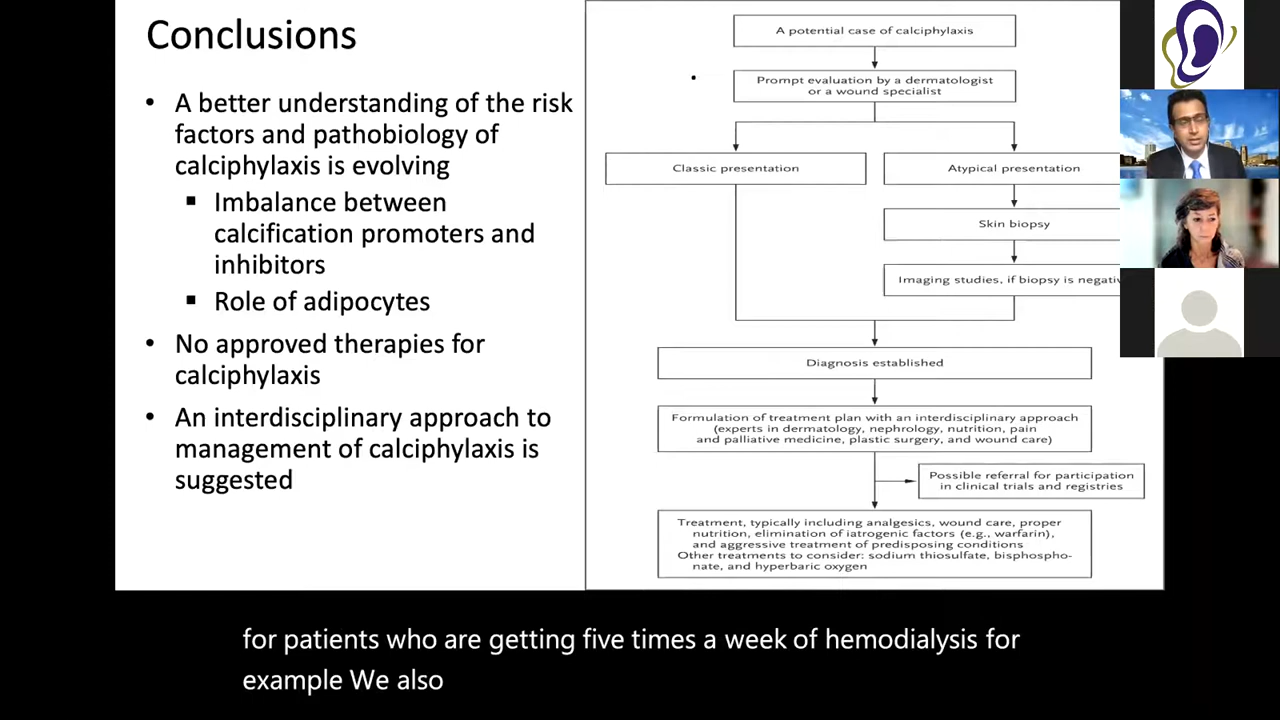 Conclusions
• A better understanding of the risk
factors and pathobiology of
calciphylaxis is evolving
▪ Imbalance between
calcification promoters and
inhibitors
▪ Role of adipocytes
• No approved therapies for
calciphylaxis
• An interdisciplinary approach to
management of calciphylaxis is
suggested
A potential case of calciphylaxis
Prompt evaluation by a dermatologist
or a wound specialist
Classic presentation
Atypical presentation
Skin biopsy
Imaging studies, if biopsy is negativ
Diagnosis established
Formulation of treatment plan with an interdisciplinary approach
(experts in dermatology, nephrology, nutrition, pain
and palliative medicine, plastic surgery, and wound care)
Possible referral for participation
in clinical trials and registries
Treatment, typically including analgesics, wound care, proper
nutrition, elimination of iatrogenic factors (e.g., warfarin),
and aggressive treatment of predisposing conditions
Other treatments to consider: sodium thiosulfate, bisphospho-
nate, and hyperbaric oxygen
for patients who are getting five times a week of hemodialysis for
example We also